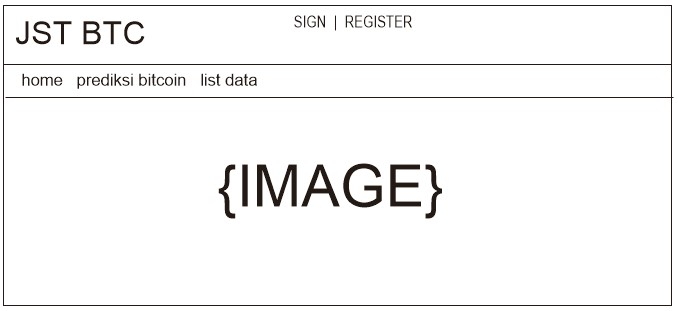 JST BTC
SIGN | REGISTER
home prediksi bitcoin list data
{IMAGE}